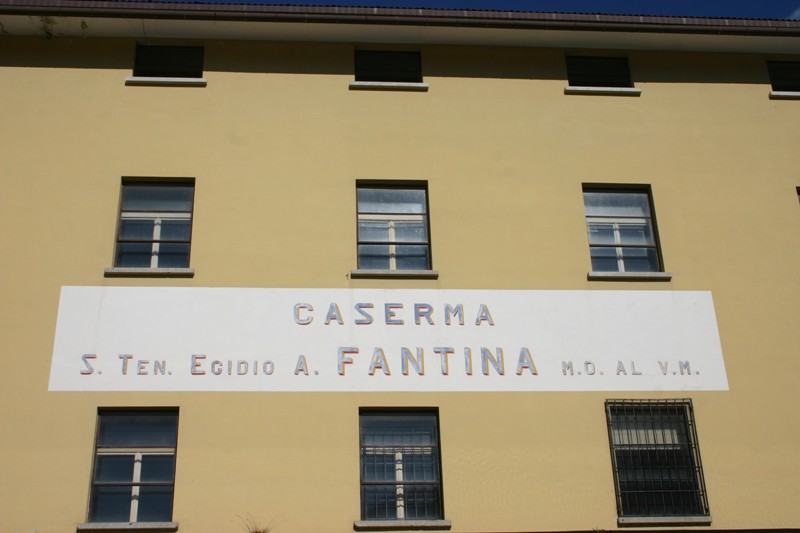 CASERMA
S. TEN. EGIDIO A. FANTINA M.O. AL V.M.